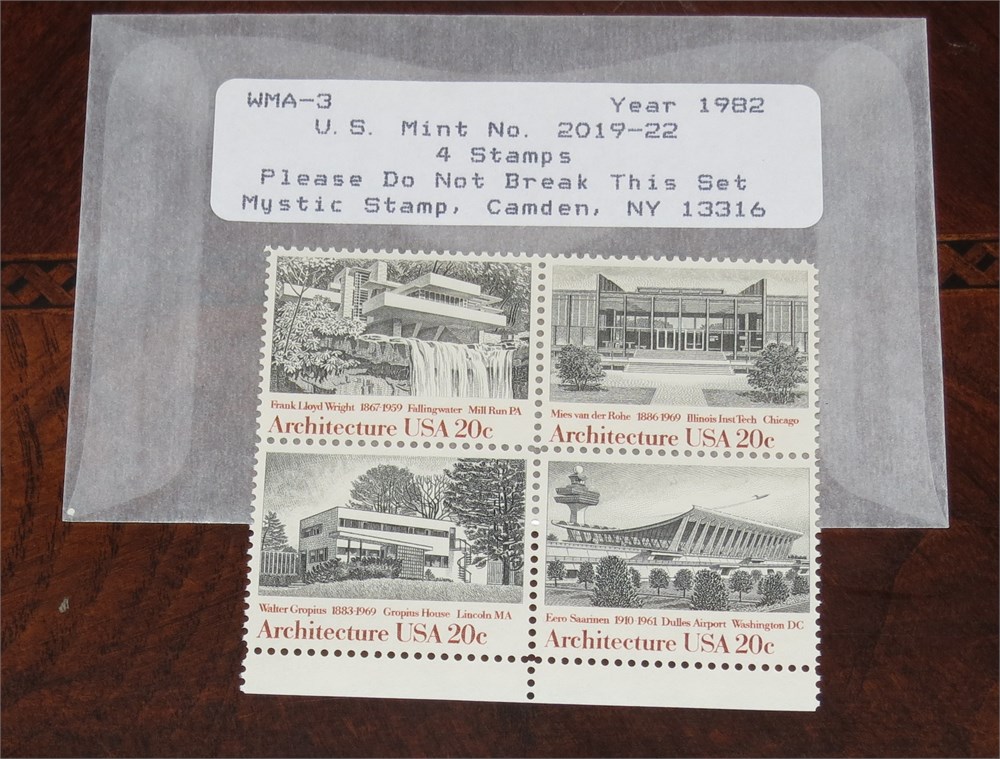 WMA-3 Year 1982
U.S. Mint No. 2019-22
4 Stamps
Please Do Not Break This Set
Mystic Stamp, Camden, NY 13316
Frank Lloyd Wright 1867-1959 Fallingwater Mill Run PA
Architecture USA 20c
Mies van der Rohe 1886-1969 Illinois Inst Tech Chicago
Architecture USA 20c
Walter Gropius 1883-1969 Gropius House Lincoln MA
Architecture USA 20c
Eero Saarinen 1910-1961 Dulles Airport Washington DC
Architecture USA 20c